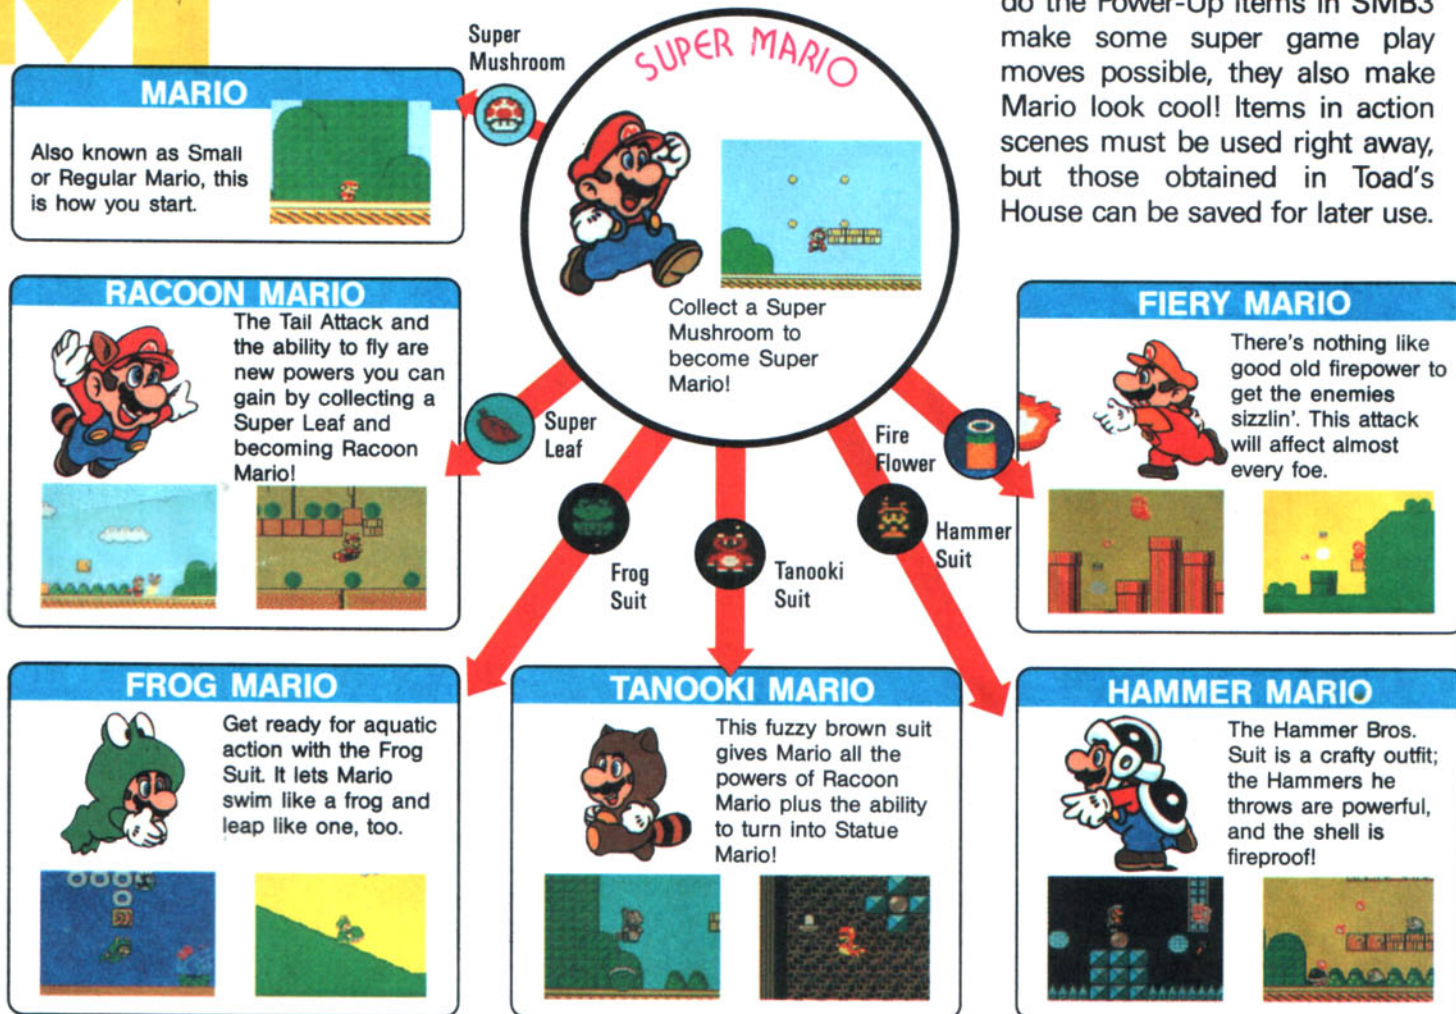 M
do the Power-Up items in SMB3
make some super game play
moves possible, they also make
Mario look cool! Items in action
scenes must be used right away,
but those obtained in Toad's
House can be saved for later use.
Super
Mushroom
SUPER MARIO
Collect a Super
Mushroom to
become Super
Mario!
MARIO
Also known as Small
or Regular Mario, this
is how you start.
RACOON MARIO
The Tail Attack and
the ability to fly are
new powers you can
gain by collecting a
Super Leaf and
becoming Racoon
Mario!
Super
Leaf
Frog
Suit
Tanooki
Suit
Hammer
Suit
Fire
Flower
FIERY MARIO
There's nothing like
good old firepower to
get the enemies
sizzlin'. This attack
will affect almost
every foe.
FROG MARIO
Get ready for aquatic
action with the Frog
Suit. It lets Mario
swim like a frog and
leap like one, too.
TANOOKI MARIO
This fuzzy brown suit
gives Mario all the
powers of Racoon
Mario plus the ability
to turn into Statue
Mario!
HAMMER MARIO
The Hammer Bros.
Suit is a crafty outfit;
the Hammers he
throws are powerful,
and the shell is
fireproof!